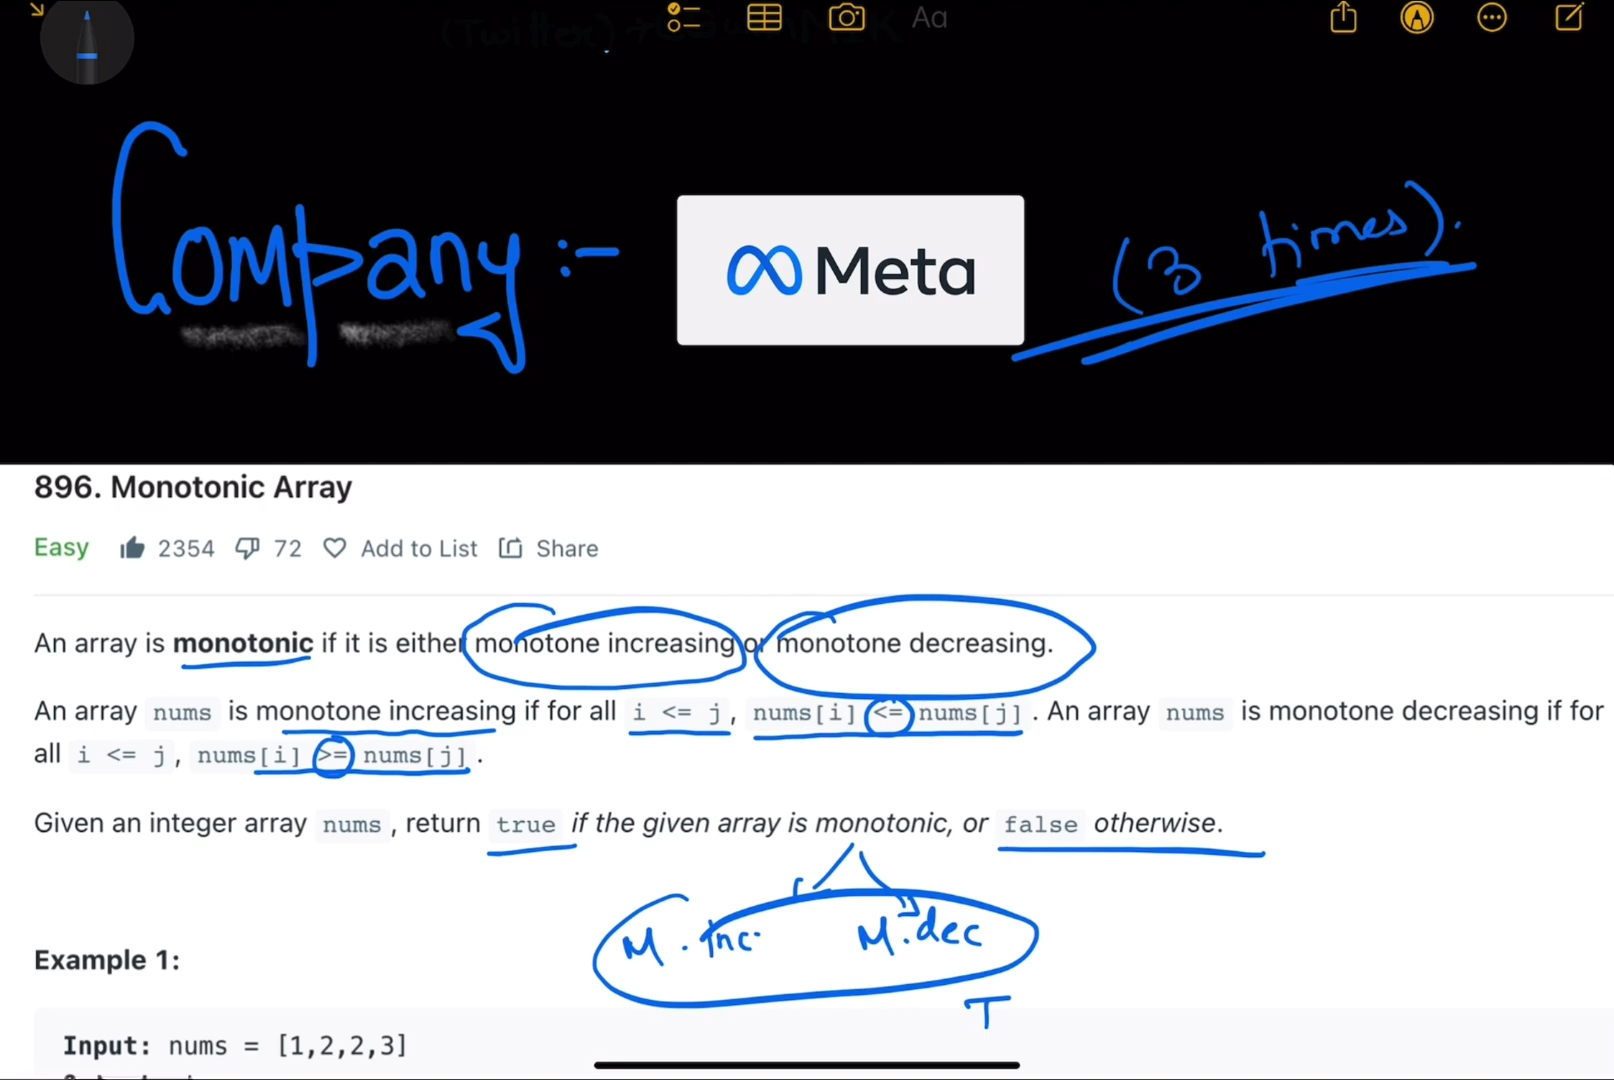 (Twitter)
Aa
Company :- Meta (3 times).
896. Monotonic Array
Easy 2354 72 Add to List Share
An array is monotonic if it is either monotone increasing or monotone decreasing.
An array nums is monotone increasing if for all i <= j, nums[i] <= nums[j]. An array nums is monotone decreasing if for
all i <= j, nums[i] >= nums[j].
Given an integer array nums, return true if the given array is monotonic, or false otherwise.
M. Inc. M. dec
Example 1:
T
Input: nums = [1,2,2,3]